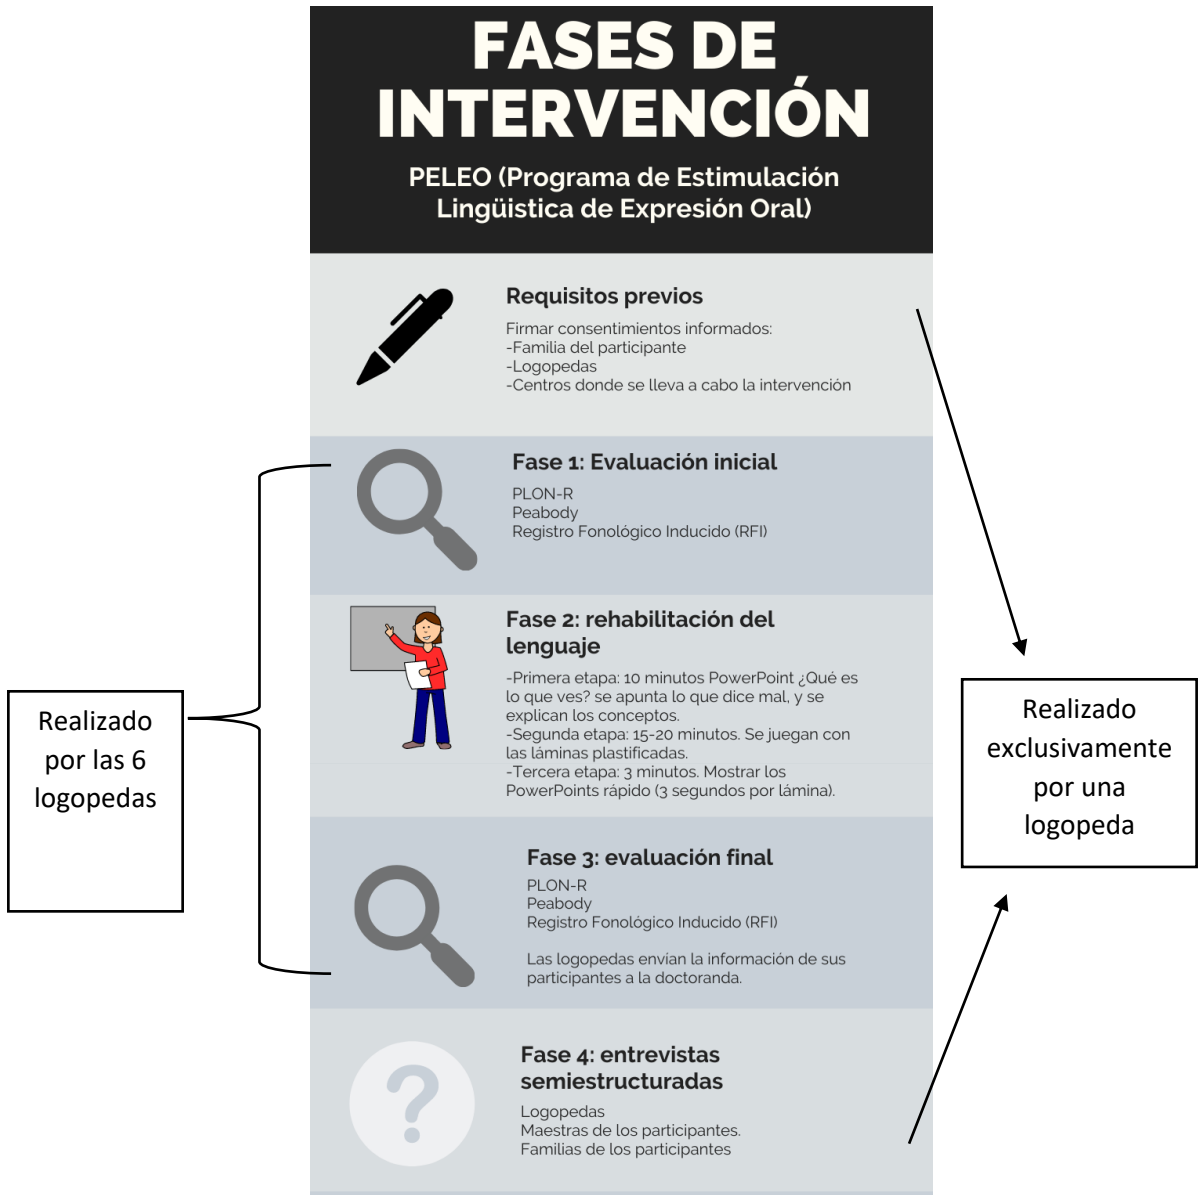 FASES DE
INTERVENCIÓN
PELEO (Programa de Estimulación
Lingüistica de Expresión Oral)
Requisitos previos
Firmar consentimientos informados:
-Familia del participante
-Logopedas
-Centros donde se lleva a cabo la intervención
Fase 1: Evaluación inicial
PLON-R
Peabody
Registro Fonológico Inducido (RFI)
Fase 2: rehabilitación del
lenguaje
-Primera etapa: 10 minutos PowerPoint ¿Qué es
lo que ves? se apunta lo que dice mal, y se
explican los conceptos.
-Segunda etapa: 15-20 minutos. Se juegan con
las láminas plastificadas.
-Tercera etapa: 3 minutos. Mostrar los
PowerPoints rápido (3 segundos por lámina).
Realizado
por las 6
logopedas
Realizado
exclusivamente
por una
logopeda
Fase 3: evaluación final
PLON-R
Peabody
Registro Fonológico Inducido (RFI)
Las logopedas envían la información de sus
participantes a la doctoranda.
Fase 4: entrevistas
semiestructuradas
Logopedas
Maestras de los participantes.
Familias de los participantes